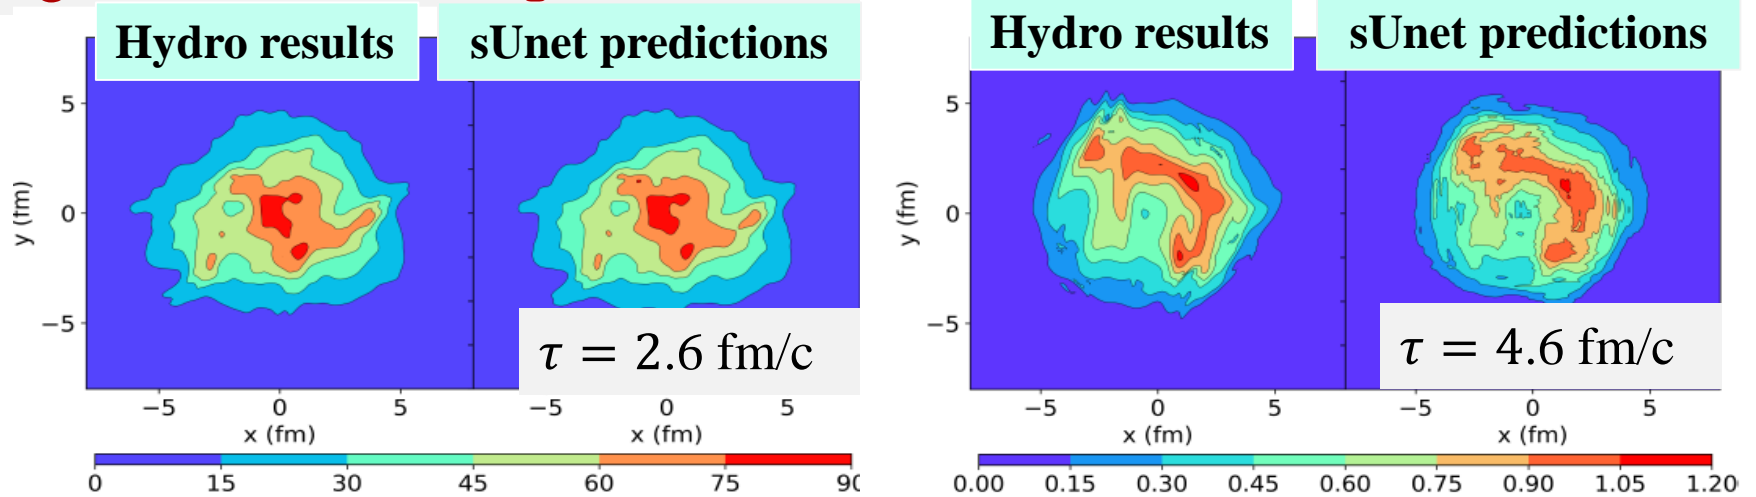 Hydro results
sUnet predictions
5
0
−5
y (fm)
τ = 2.6 fm/c
−5 0 5
−5 0 5
x (fm)
x (fm)
0 15 30 45 60 75
Hydro results
sUnet predictions
5
0
−5
y (fm)
τ = 4.6 fm/c
−5 0 5
−5 0 5
x (fm)
x (fm)
0.00 0.15 0.30 0.45 0.60 0.75 0.90 1.05 1.20